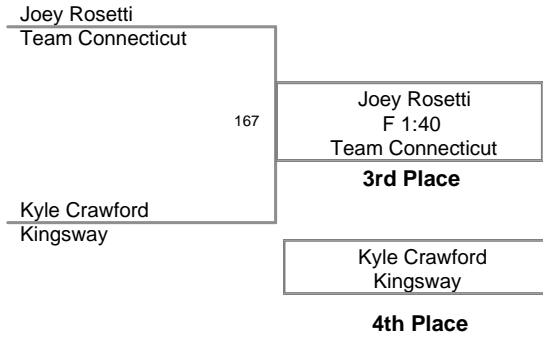 Joey Rosetti
Team Connecticut
167
Joey Rosetti
F 1:40
Team Connecticut
3rd Place
Kyle Crawford
Kingsway
Kyle Crawford
Kingsway
4th Place